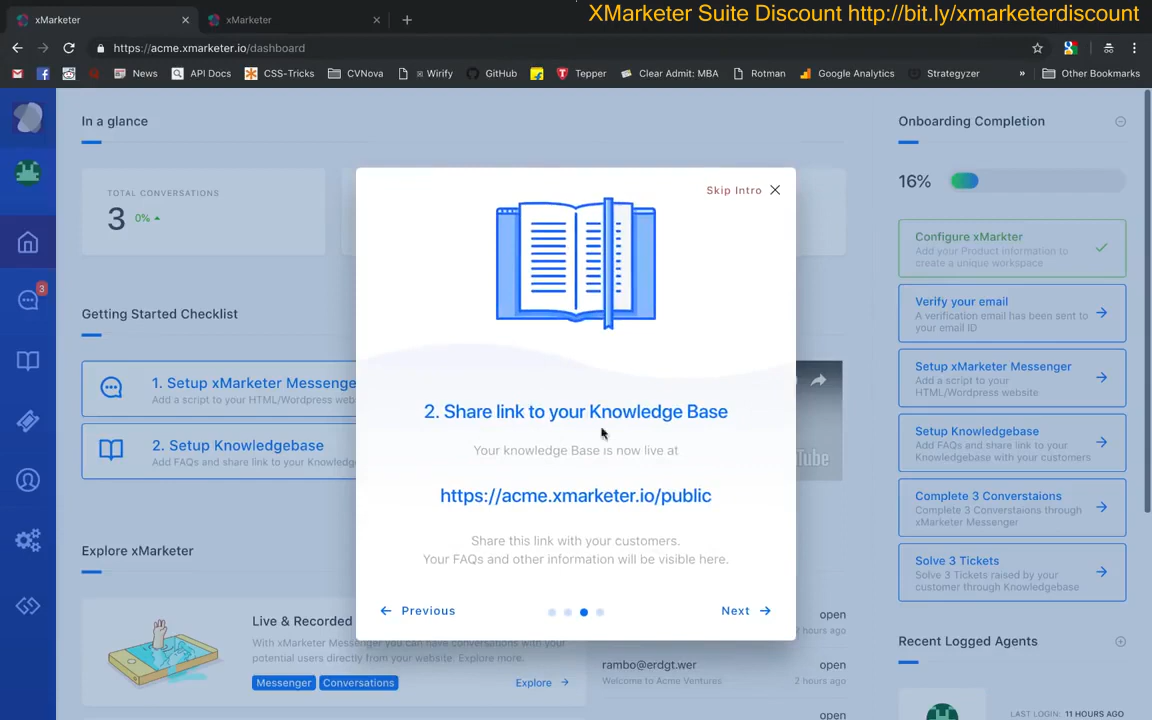 xMarketer
xMarketer
XMarketer Suite Discount http://bit.ly/xmarketerdiscount
https://acme.xmarketer.io/dashboard
News
API Docs
CSS-Tricks
CVNova
Wirify
GitHub
Tepper
Clear Admit: MBA
Rotman
Google Analytics
Strategyzer
»
Other Bookmarks
In a glance
TOTAL CONVERSATIONS
3 0%
3
Getting Started Checklist
1. Setup xMarketer Messenge
Add a script to your HTML/Wordpress web
2. Setup Knowledgebase
Add FAQs and share link to your Knowledg
Explore xMarketer
Live & Recorded
With xMarketer Messenger you can have conversations with your
potential users directly from your website. Explore more.
Messenger Conversations
Explore
Skip Intro
2. Share link to your Knowledge Base
Your knowledge Base is now live at
https://acme.xmarketer.io/public
Share this link with your customers.
Your FAQs and other information will be visible here.
Previous
Next
Tube
open
2 hours ago
rambo@erdgt.wer
open
Welcome to Acme Ventures
2 hours ago
open
Onboarding Completion
16%
Configure xMarkter
Add your Product information to
create a unique workspace
Verify your email
A verification email has been sent to
your email ID
Setup xMarketer Messenger
Add a script to your
HTML/Wordpress website
Setup Knowledgebase
Add FAQs and share link to your
Knowledgebase with your customers
Complete 3 Converstaions
Complete 3 Converstaions through
xMarketer Messenger
Solve 3 Tickets
Solve 3 Tickets raised by your
customer through Knowledgebase
Recent Logged Agents
LAST LOGIN: 11 HOURS AGO